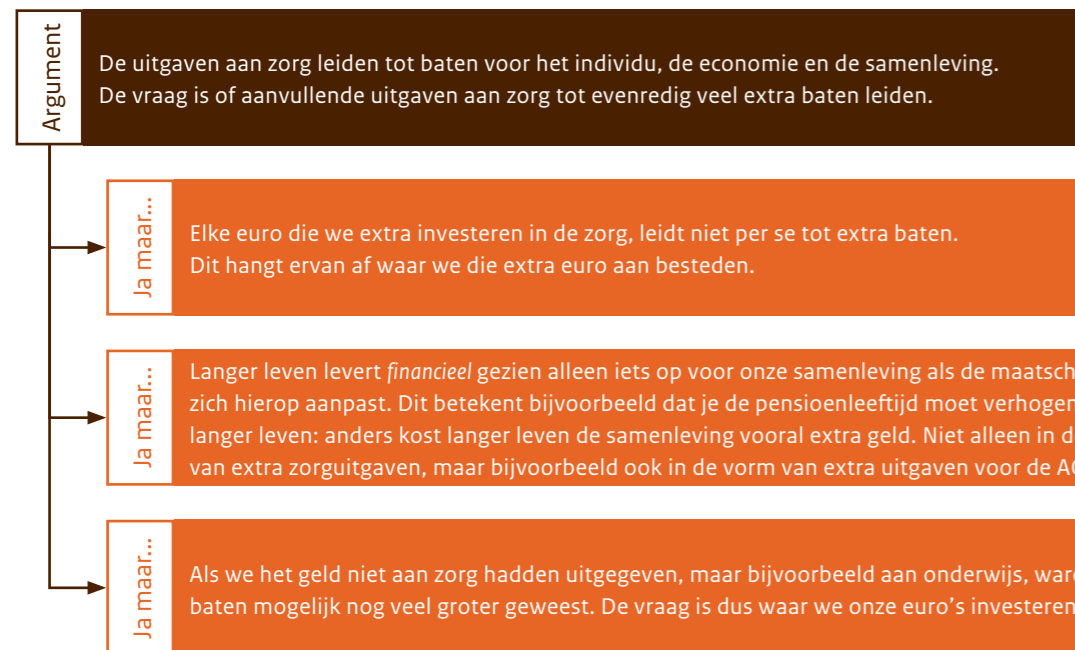 Argument
De uitgaven aan zorg leiden tot baten voor het individu, de economie en de samenleving.
De vraag is of aanvullende uitgaven aan zorg tot evenredig veel extra baten leiden.
Ja maar...
Elke euro die we extra investeren in de zorg, leidt niet per se tot extra baten.
Dit hangt ervan af waar we die extra euro aan besteden.
Ja maar...
Langer leven levert financieel gezien alleen iets op voor onze samenleving als de
zich hierop aanpast. Dit betekent bijvoorbeeld dat je de pensioenleeftijd moet verhogen
langer leven: anders kost langer leven de samenleving vooral extra geld. Niet alleen in
van extra zorguitgaven, maar bijvoorbeeld ook in de vorm van extra uitgaven voor de
Ja maar...
Als we het geld niet aan zorg hadden uitgegeven, maar bijvoorbeeld aan onderwijs,
baten mogelijk nog veel groter geweest. De vraag is dus waar we onze euro's investeren